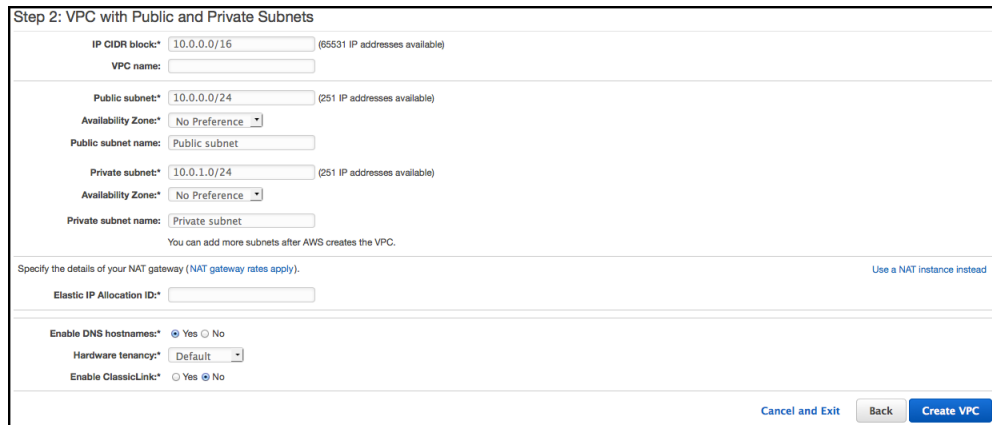 Step 2: VPC with Public and Private Subnets
IP CIDR block:* 10.0.0.0/16 (65531 IP addresses available)
VPC name:
Public subnet:* 10.0.0.0/24 (251 IP addresses available)
Availability Zone:* No Preference
Public subnet name: Public subnet
Private subnet:* 10.0.1.0/24 (251 IP addresses available)
Availability Zone:* No Preference
Private subnet name: Private subnet
You can add more subnets after AWS creates the VPC.
Specify the details of your NAT gateway (NAT gateway rates apply). Use a NAT instance instead
Elastic IP Allocation ID:*
Enable DNS hostnames:* Yes No
Hardware tenancy:* Default
Enable ClassicLink:* Yes No
Cancel and Exit Back Create VPC